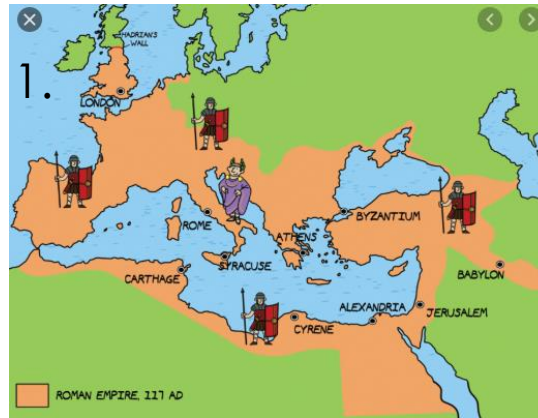 HADRIAN'S
WALL
1.
LONDON
ROME
BYZANTIUM
ATHENS
SYRACUSE
CARTHAGE
BABYLON
ALEXANDRIA
JERUSALEM
CYRENE
ROMAN EMPIRE, 117 AD